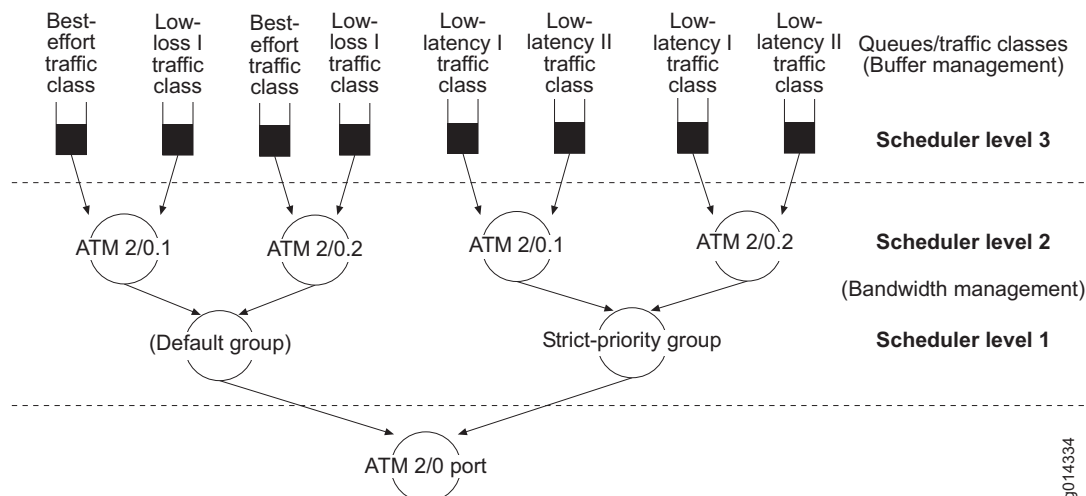 Best-
effort
traffic
class
Low-
loss I
traffic
class
Best-
effort
traffic
class
Low-
loss I
traffic
class
Low-
latency I
traffic
class
Low-
latency II
traffic
class
Low-
latency I
traffic
class
Low-
latency II
traffic
class
Queues/traffic classes
(Buffer management)
Scheduler level 3
ATM 2/0.1
ATM 2/0.2
ATM 2/0.1
ATM 2/0.2
Scheduler level 2
(Bandwidth management)
(Default group)
Strict-priority group
Scheduler level 1
ATM 2/0 port
g014334